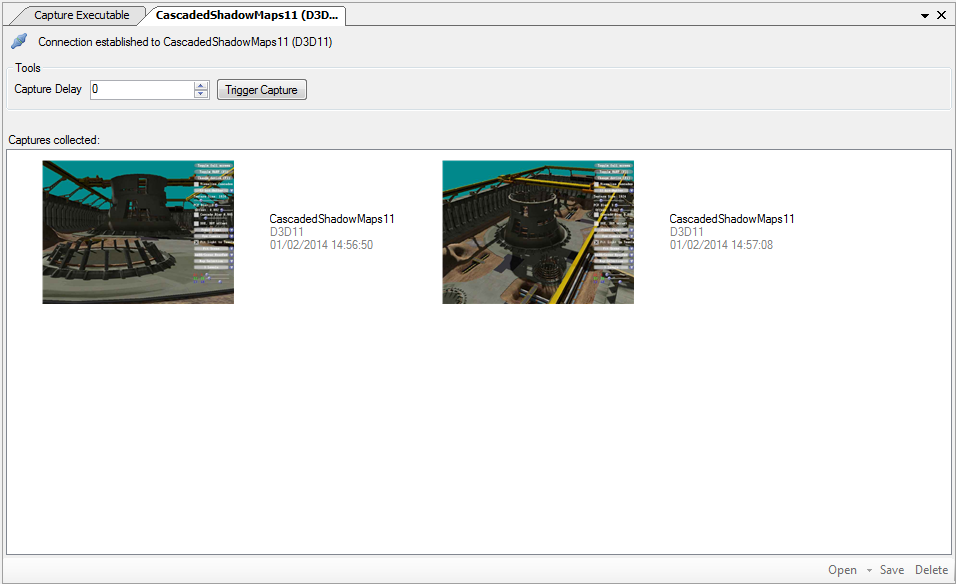 Capture Executable
CascadedShadowMaps11 (D3D...
Connection established to CascadedShadowMaps11 (D3D11)
Tools
Capture Delay 0 Trigger Capture
Captures collected:
CascadedShadowMaps11
D3D11
01/02/2014 14:56:50
CascadedShadowMaps11
D3D11
01/02/2014 14:57:08
Open Save Delete